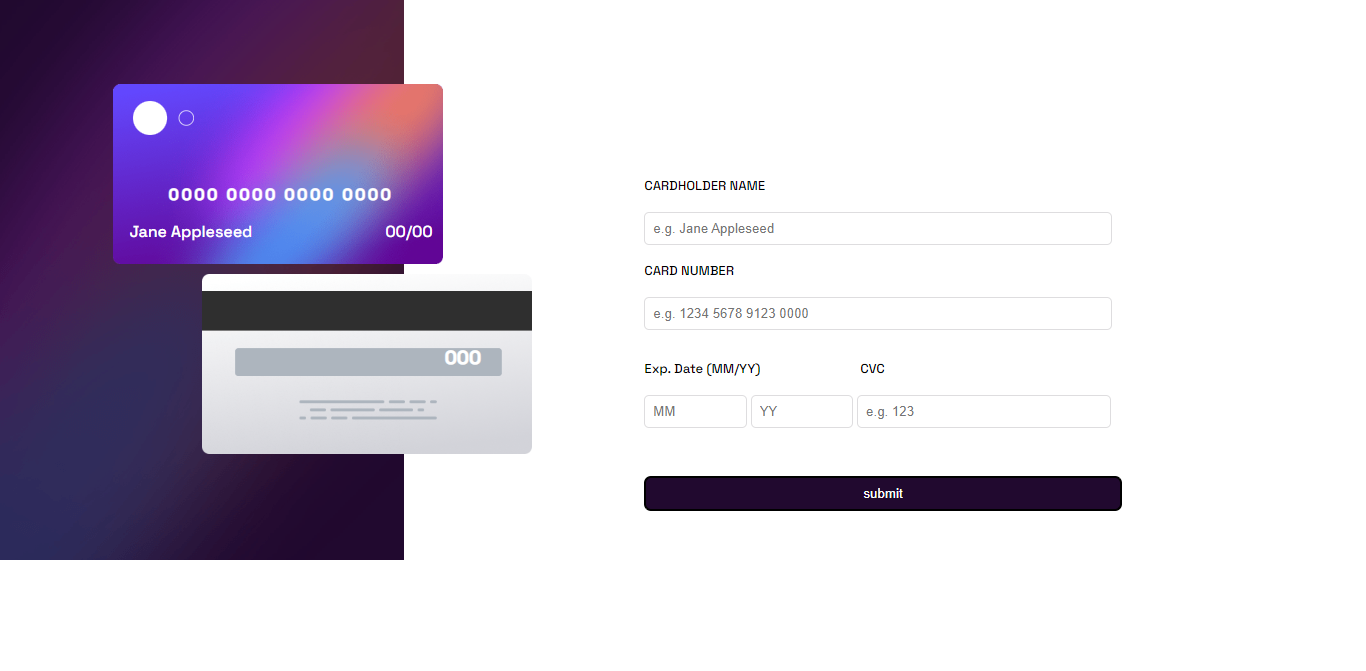 0000 0000 0000 0000
Jane Appleseed 00/00
000
CARDHOLDER NAME
e.g. Jane Appleseed
CARD NUMBER
e.g. 1234 5678 9123 0000
Exp. Date (MM/YY) CVC
MM YY e.g. 123
submit